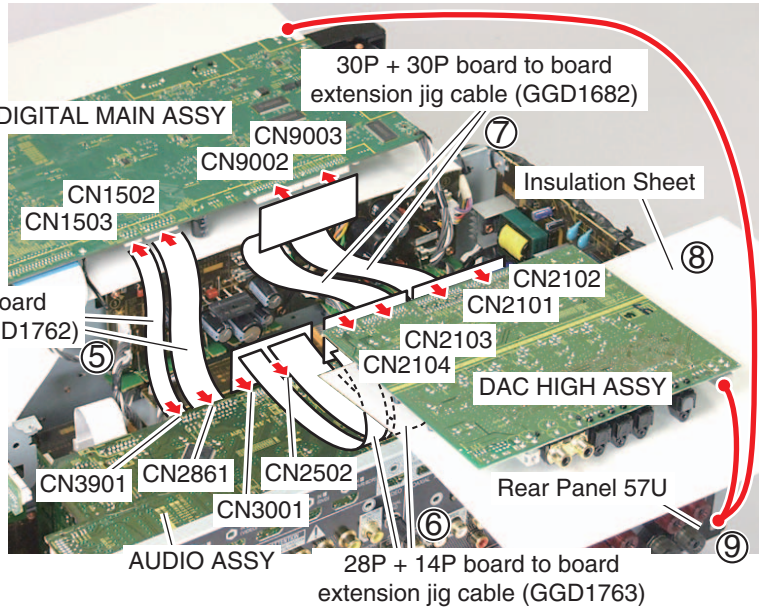 30P + 30P board to board
extension jig cable (GGD1682)
DIGITAL MAIN ASSY
CN9003
CN9002
⑦
CN1502
CN1503
Insulation Sheet
⑧
CN2102
CN2101
oard
D1762)
⑤
CN2103
CN2104
DAC HIGH ASSY
CN3901
CN2861
CN2502
CN3001
Rear Panel 57U
⑥
⑨
AUDIO ASSY
28P + 14P board to board
extension jig cable (GGD1763)